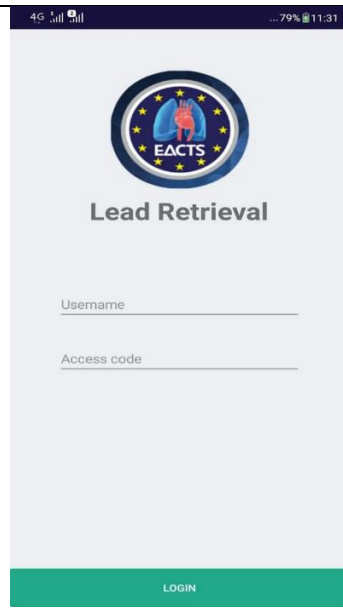 4G ...79% 11:31
EACTS
Lead Retrieval
Username
Access code
LOGIN